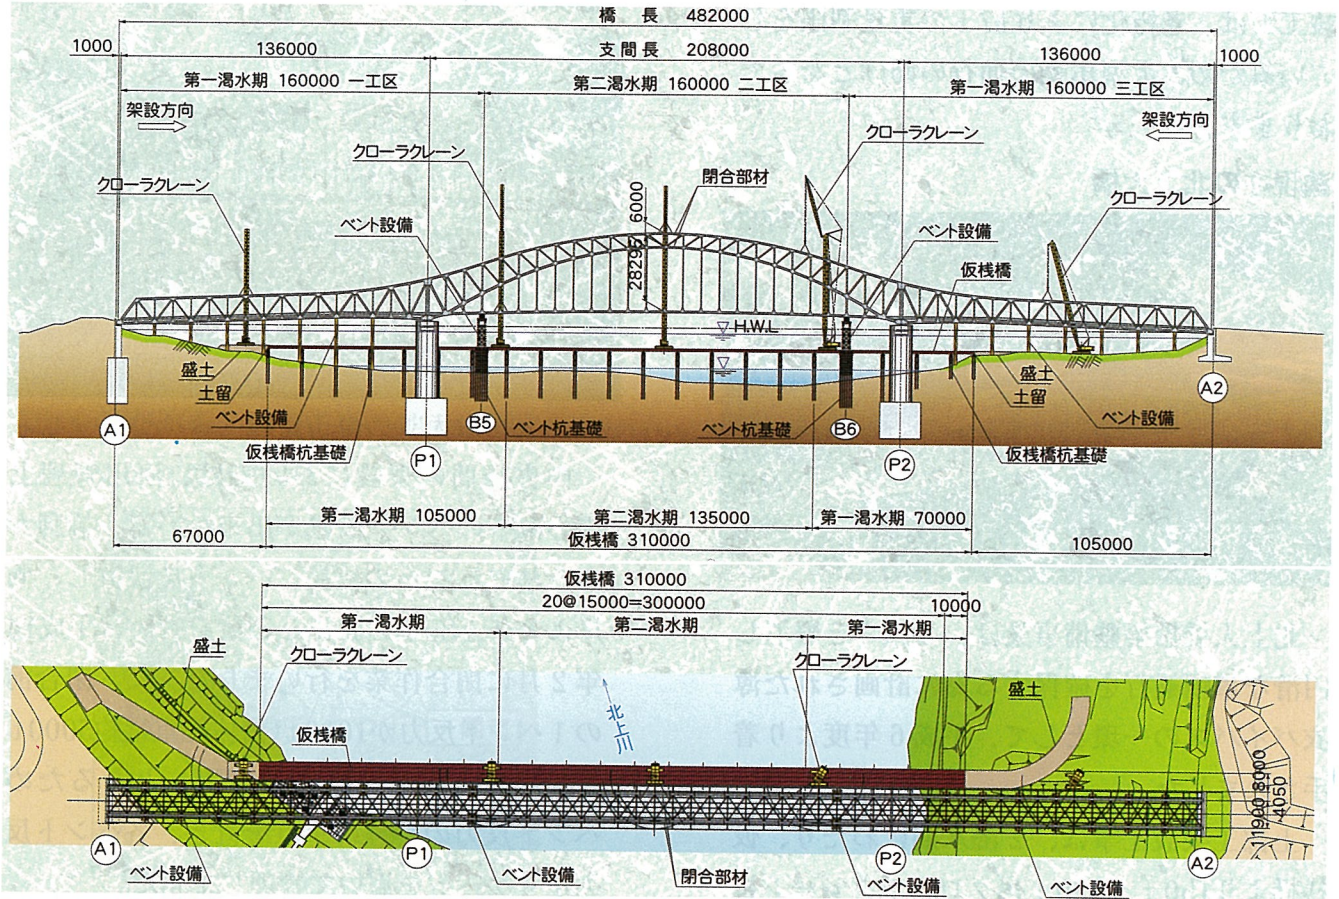 橋 長 482000
1000 136000 支間長 208000 136000 1000
第一渇水期 160000 一工区 第二渇水期 160000 二工区 第一渇水期 160000 三工区
架設方向 架設方向
クローラクレーン クローラクレーン
クローラクレーン 閉合部材 クローラクレーン
ベント設備 6000 ベント設備
28295 仮桟橋
H.W.L
盛土 盛土
土留 土留
ベント設備 ベント杭基礎 ベント杭基礎 ベント設備
A1 B5 B6 A2
仮桟橋杭基礎 仮桟橋杭基礎
P1 P2
第一渇水期 105000 第二渇水期 135000 第一渇水期 70000
67000 仮桟橋 310000 105000
仮桟橋 310000
20@15000=300000 10000
第一渇水期 第二渇水期 第一渇水期
盛土 クローラクレーン クローラクレーン 盛土
仮桟橋 北上川
8000
4050
A1 P1 P2 A2
ベント設備 ベント設備 閉合部材 ベント設備 ベント設備